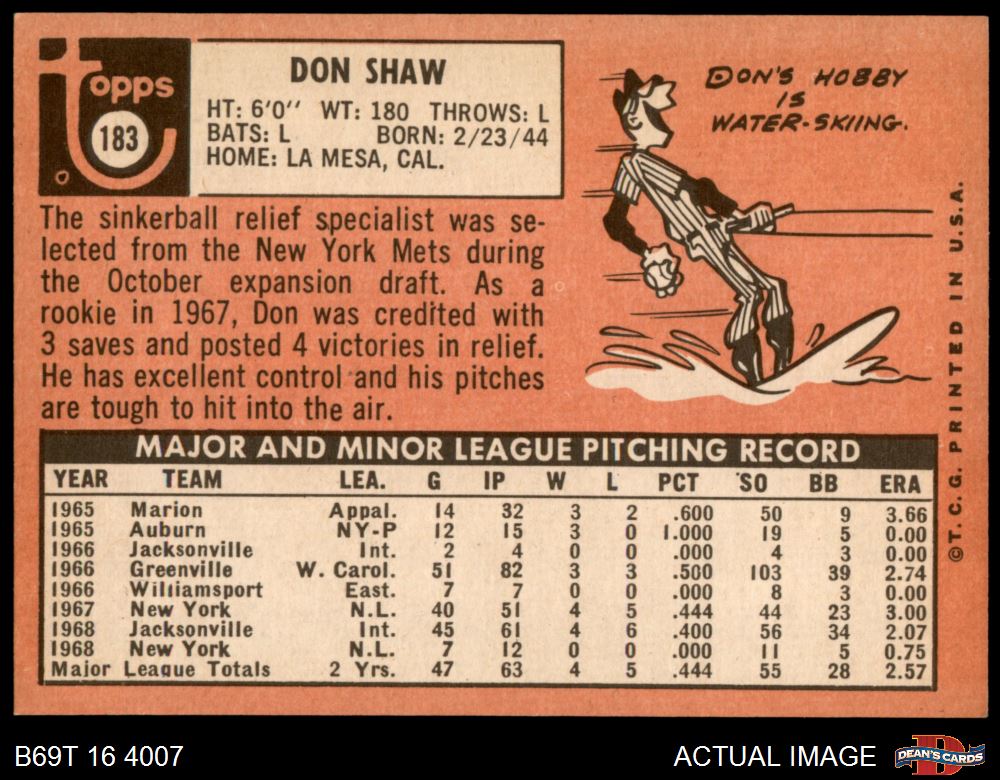 Topps
183
DON SHAW
HT: 6'0'' WT: 180 THROWS: L
BATS: L BORN: 2/23/44
HOME: LA MESA, CAL.
DON'S HOBBY
IS
WATER-SKIING.
The sinkerball relief specialist was se-
lected from the New York Mets during
the October expansion draft. As a
rookie in 1967, Don was credited with
3 saves and posted 4 victories in relief.
He has excellent control and his pitches
are tough to hit into the air.
MAJOR AND MINOR LEAGUE PITCHING RECORD
YEAR TEAM LEA. G IP W L PCT SO BB ERA
1965 Marion Appal. 14 32 3 2 .600 50 9 3.66
1965 Auburn NY-P 12 15 3 0 1.000 19 5 0.00
1966 Jacksonville Int. 2 4 0 0 .000 4 3 0.00
1966 Greenville W. Carol. 51 82 3 3 .500 103 39 2.74
1966 Williamsport East. 7 7 0 0 .000 8 3 0.00
1967 New York N.L. 40 51 4 5 .444 44 23 3.00
1968 Jacksonville Int. 45 61 4 6 .400 56 34 2.07
1968 New York N.L. 7 12 0 0 .000 11 5 0.75
Major League Totals 2 Yrs. 47 63 4 5 .444 55 28 2.57
©T. C. G. PRINTED IN U.S.A.
B69T 16 4007
ACTUAL IMAGE
DEAN'S CARDS